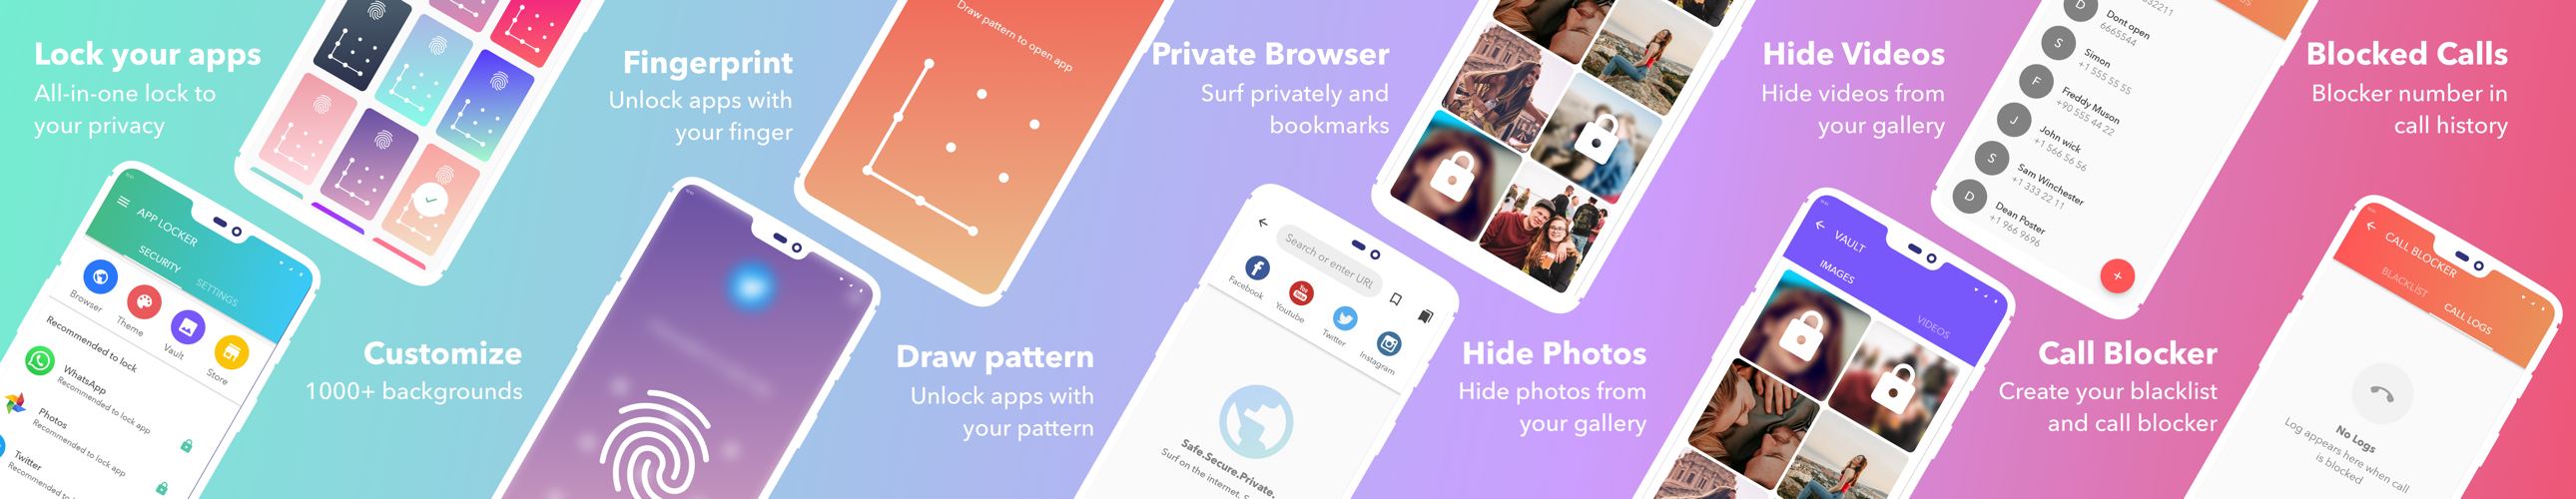 Lock your apps
All-in-one lock to
your privacy
APP LOCKER
SECURITY
SETTINGS
Browser
Theme
Vault
Store
Recommended to lock
WhatsApp
Recommended to lock app
Photos
Recommended to lock app
Twitter
Customize
1000+ backgrounds
Fingerprint
Unlock apps with
your finger
Draw pattern to open app
Draw pattern
Unlock apps with
your pattern
Private Browser
Surf privately and
bookmarks
Search or enter URL
Facebook
Youtube
Twitter
Instagram
Safe.Secure.Private.
Surf on the internet.
Hide Photos
Hide photos from
your gallery
Hide Videos
Hide videos from
your gallery
VAULT
IMAGES
VIDEOS
D
Dont open
6665544
S
Simon
+1 555 55 55
F
Freddy Muson
+90 555 44 22
J
John wick
+1 566 56 56
S
Sam Winchester
+1 333 22 11
D
Dean Poster
+1 966 9696
+
Call Blocker
Create your blacklist
and call blocker
Blocked Calls
Blocker number in
call history
CALL BLOCKER
BLACKLİST
CALL LOGS
No Logs
Log appears here when call
is blocked